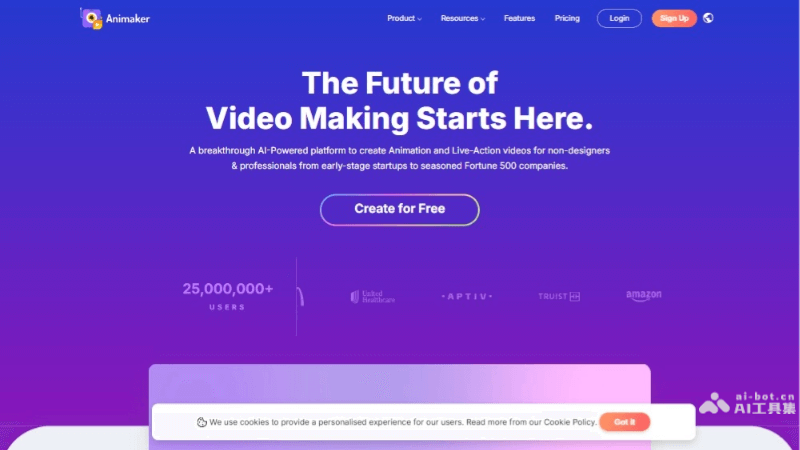 Animaker
Product
Resources
Features
Pricing
Login
Sign Up
The Future of
Video Making Starts Here.
A breakthrough AI-Powered platform to create Animation and Live-Action videos for non-designers
& professionals from early-stage startups to seasoned Fortune 500 companies.
Create for Free
25,000,000+
USERS
United
Healthcare
• A P T I V •
TRUIST
amazon
We use cookies to provide a personalised experience for our users. Read more from our Cookie Policy.
Got it
ai-bot.cn
AI工具集